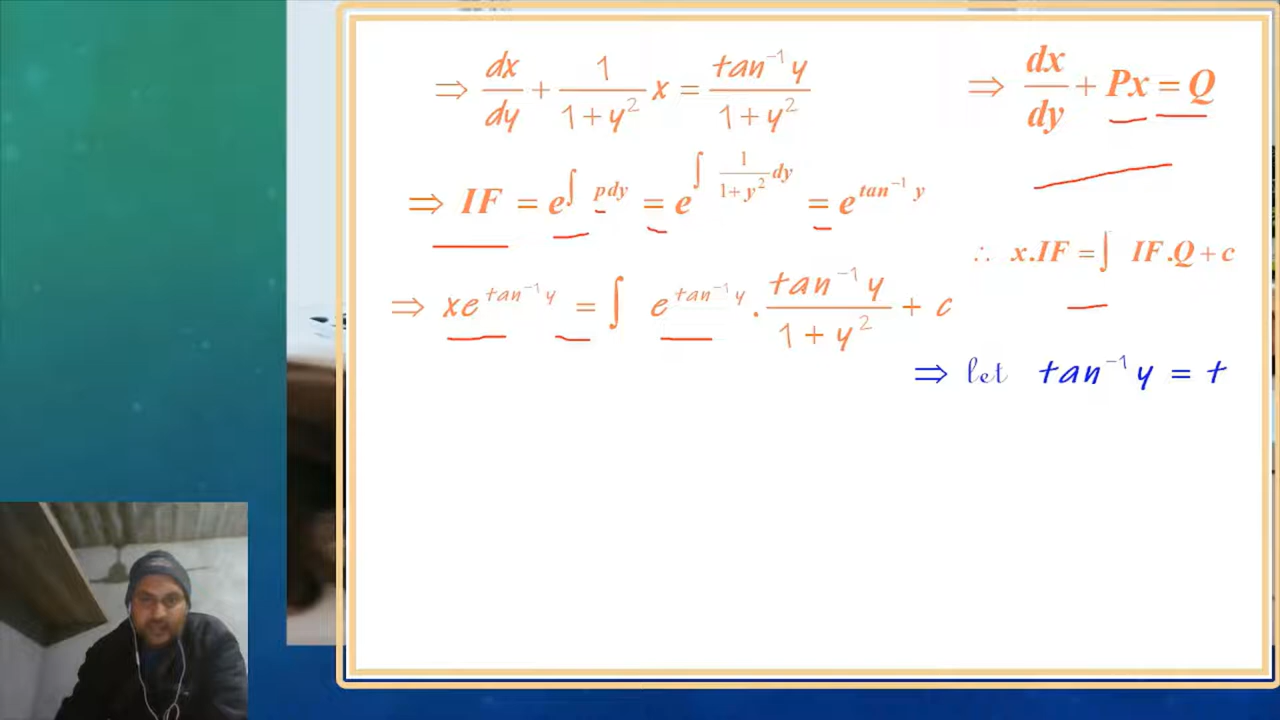 ⇒ dx/dy + 1/(1+y²) x = tan⁻¹y/(1+y²)
⇒ dx/dy + Px = Q
⇒ IF = e^∫ pdy = e^∫ 1/(1+y²) dy = e^tan⁻¹ y
∴ x.IF = ∫ IF.Q + c
⇒ xe^tan⁻¹y = ∫ e^tan⁻¹y . tan⁻¹y/(1+y²) + c
⇒ let tan⁻¹y = t